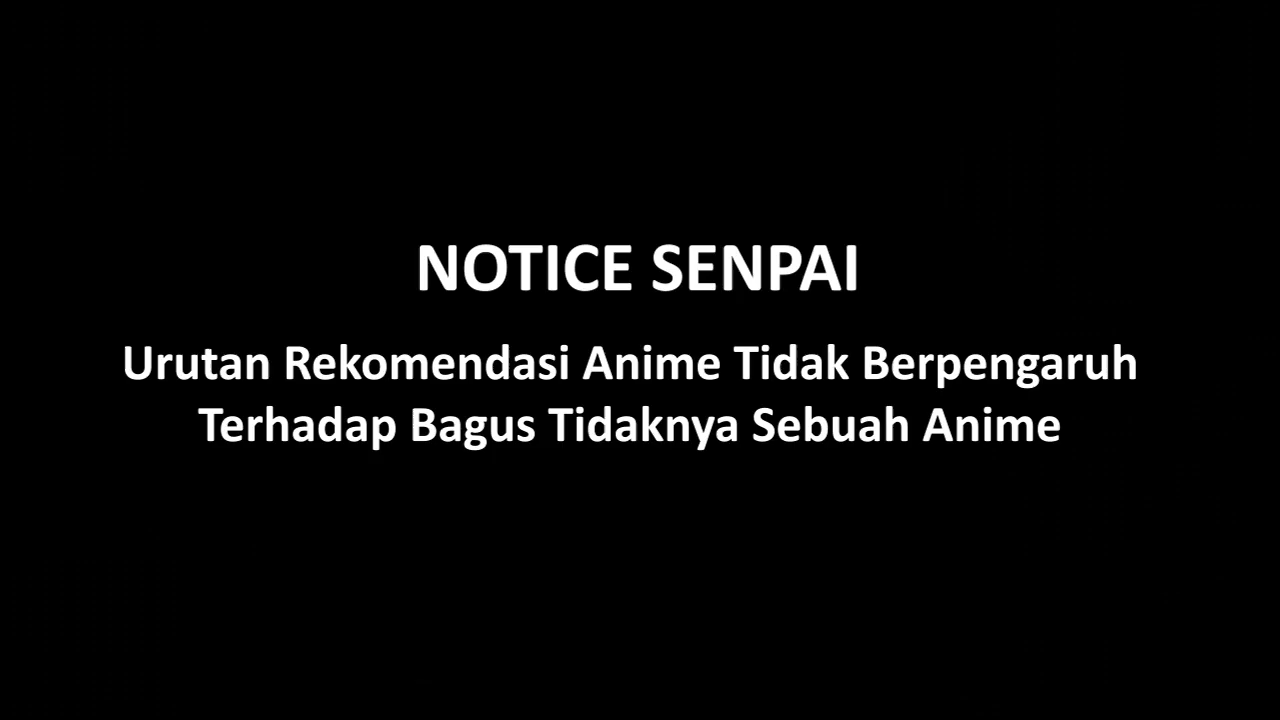 NOTICE SENPAI
Urutan Rekomendasi Anime Tidak Berpengaruh
Terhadap Bagus Tidaknya Sebuah Anime